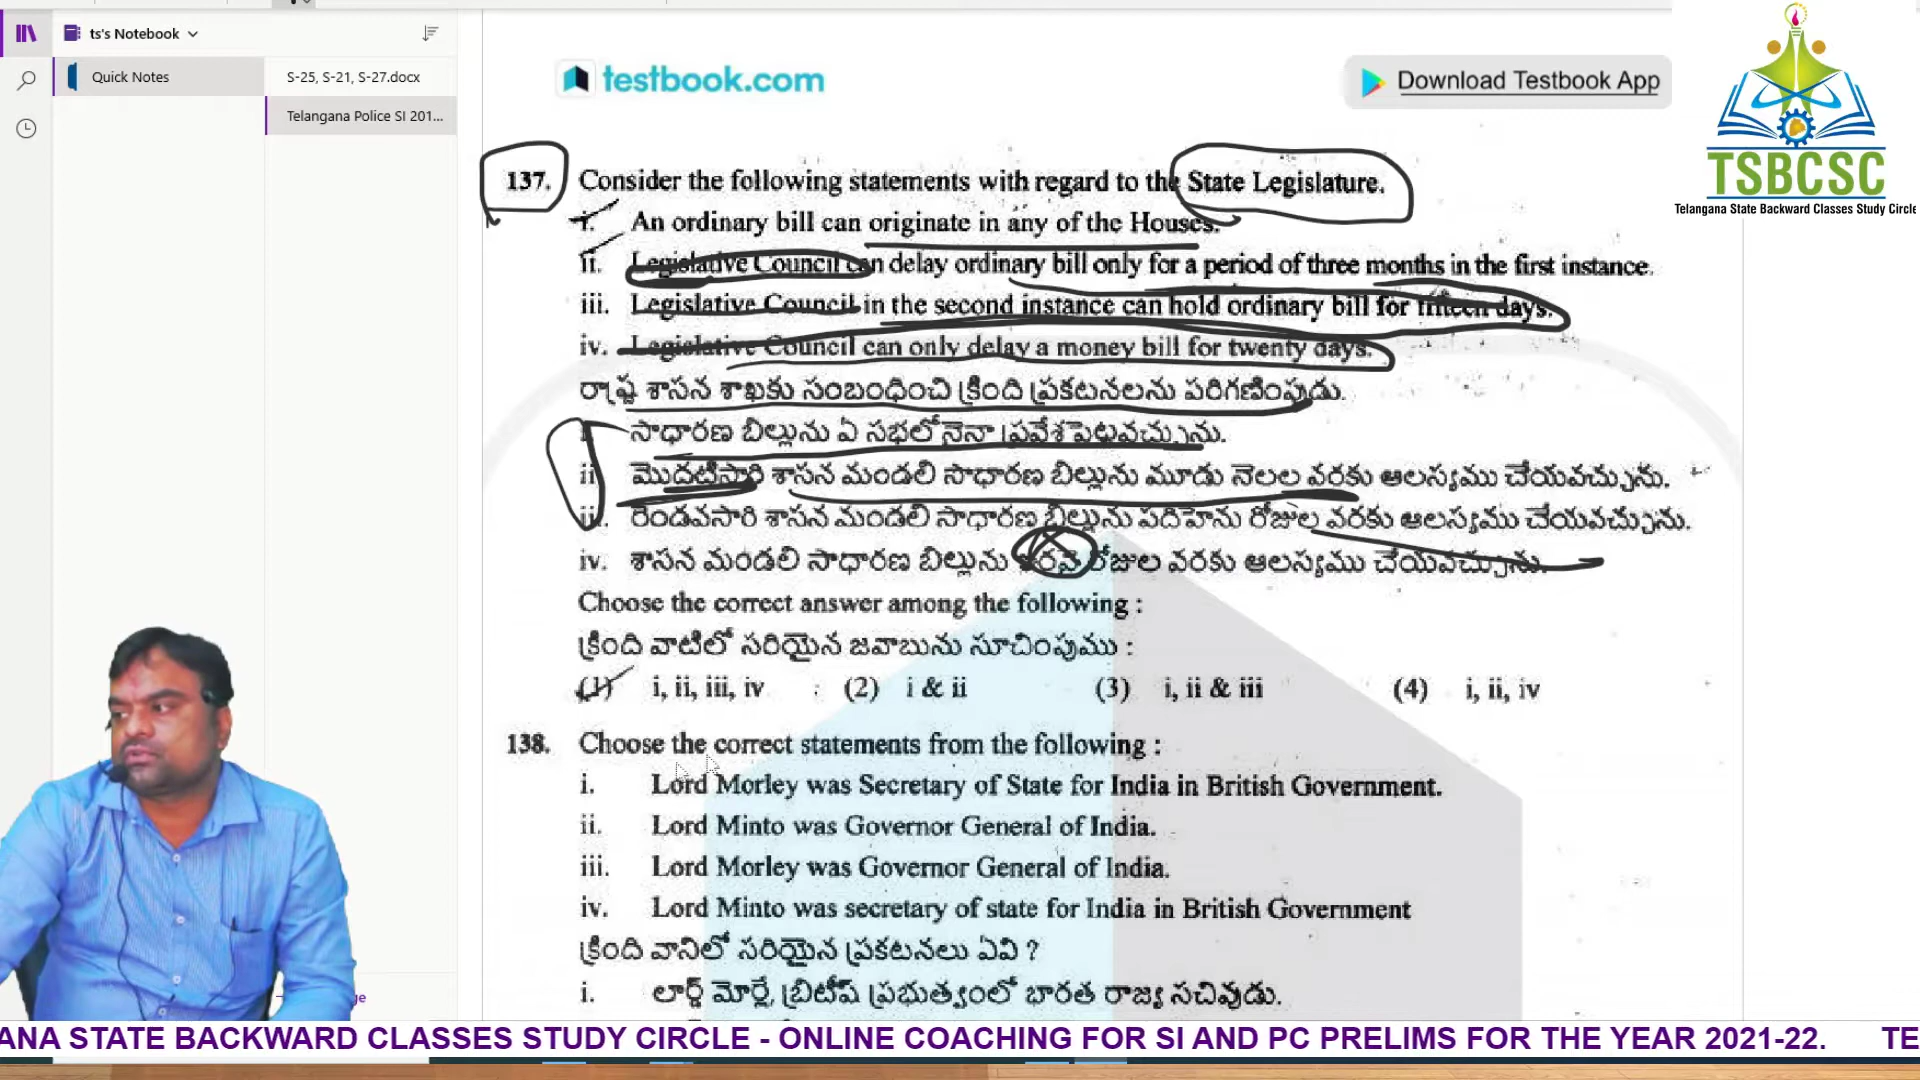 ts's Notebook
Quick Notes
S-25, S-21, S-27.docx
Telangana Police SI 201...
testbook.com
Download Testbook App
TSBCSC
Telangana State Backward Classes Study Circle
137. Consider the following statements with regard to the State Legislature.
i. An ordinary bill can originate in any of the Houses.
ii. Legislative Council can delay ordinary bill only for a period of three months in the first instance.
iii. Legislative Council in the second instance can hold ordinary bill for fifteen days.
iv. Legislative Council can only delay a money bill for twenty days.
రాష్ట్ర శాసన శాఖకు సంబంధించి క్రింది ప్రకటనలను పరిగణింపుడు.
సాధారణ బిల్లును ఏ సభలోనైనా ప్రవేశపెట్టవచ్చును.
ii మొదటిసారి శాసన మండలి సాధారణ బిల్లును మూడు నెలల వరకు ఆలస్యము చేయవచ్చును.
iii. రెండవసారి శాసన మండలి సాధారణ బిల్లును పదిహేను రోజుల వరకు ఆలస్యము చేయవచ్చును.
iv. శాసన మండలి సాధారణ బిల్లును రోజుల వరకు ఆలస్యము చేయవచ్చును.
Choose the correct answer among the following :
క్రింది వాటిలో సరియైన జవాబును సూచింపుము :
(1) i, ii, iii, iv (2) i & ii (3) i, ii & iii (4) i, ii, iv
138. Choose the correct statements from the following :
i. Lord Morley was Secretary of State for India in British Government.
ii. Lord Minto was Governor General of India.
iii. Lord Morley was Governor General of India.
iv. Lord Minto was secretary of state for India in British Government
క్రింది వానిలో సరియైన ప్రకటనలు ఏవి ?
i. లార్డ్ మోర్లే, బ్రిటీష్ ప్రభుత్వంలో భారత రాజ్య సచివుడు.
ANA STATE BACKWARD CLASSES STUDY CIRCLE - ONLINE COACHING FOR SI AND PC PRELIMS FOR THE YEAR 2021-22. TE